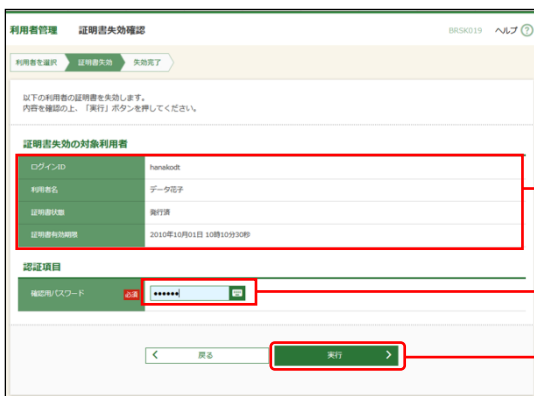 利用者管理 証明書失効確認 BRSK019 ヘルプ ?
利用者を選択 証明書失効 失効完了
以下の利用者の証明書を失効します。
内容を確認の上、「実行」ボタンを押してください。
証明書失効の対象利用者
ログインID hanakodt
利用者名 データ花子
証明書状態 発行済
証明書有効期限 2010年10月01日 10時10分30秒
認証項目
確認用パスワード 必須 ••••••
戻る 実行